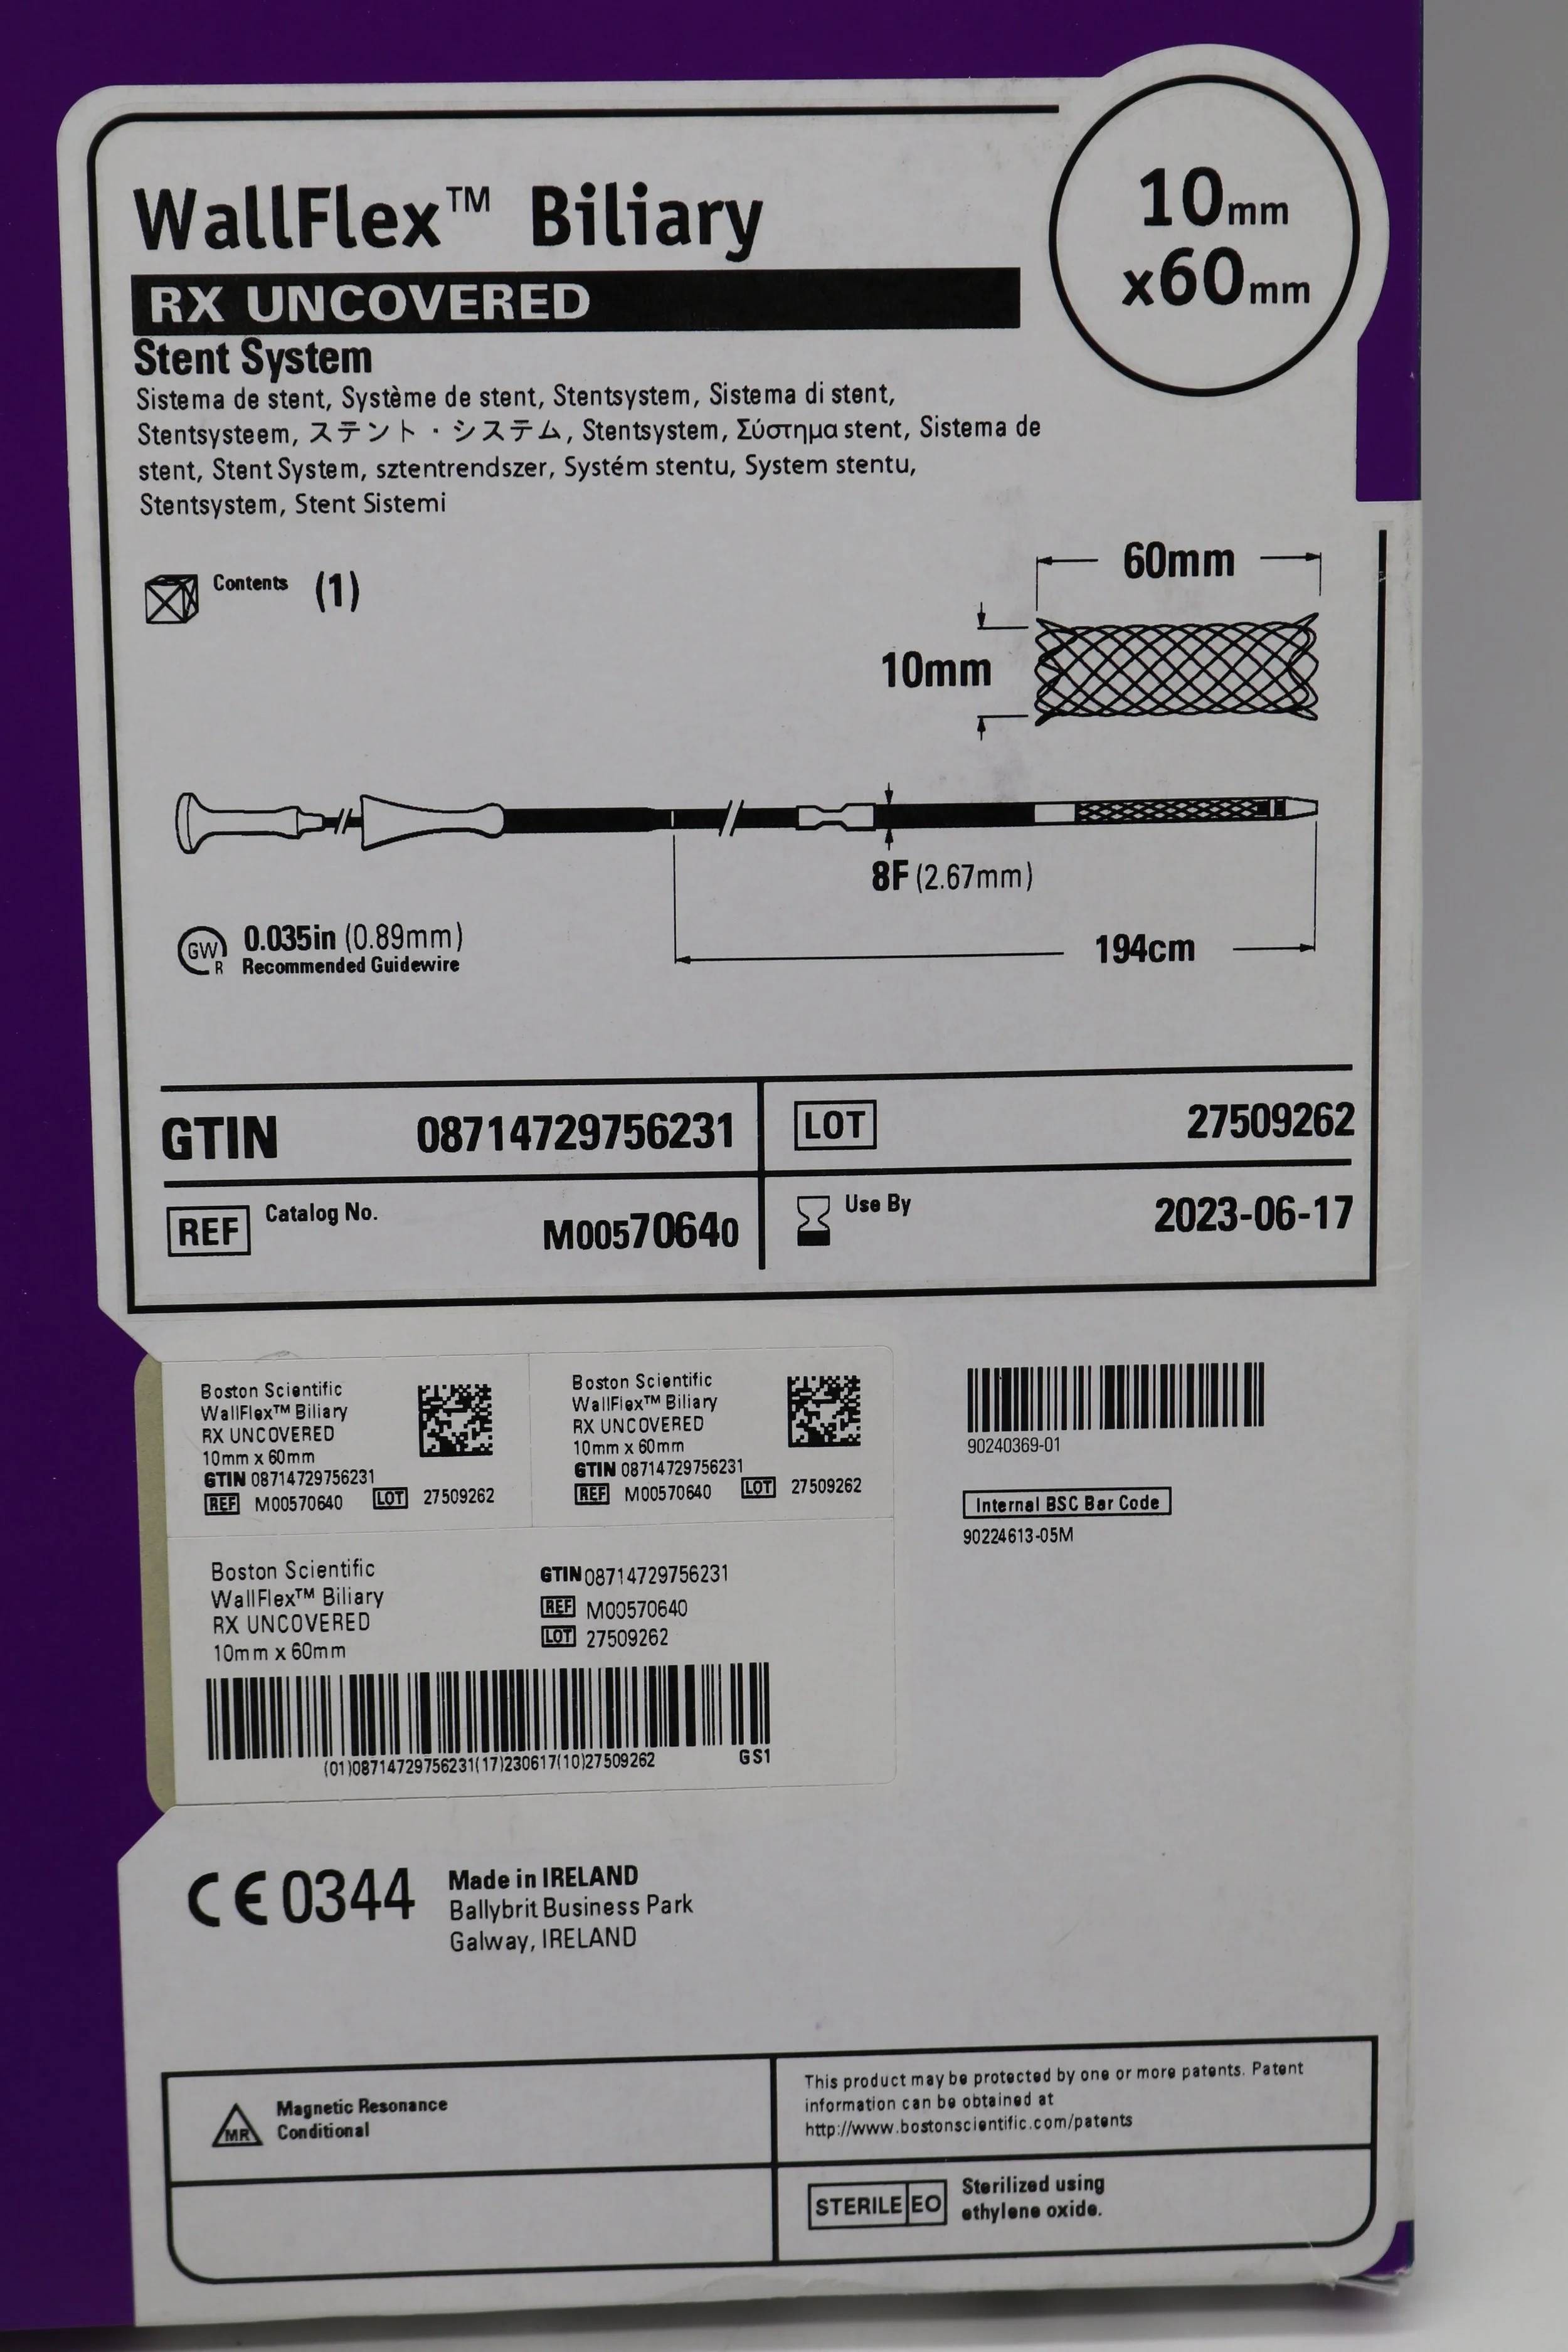 WallFlex™ Biliary
10mm
x60mm
RX UNCOVERED
Stent System
Sistema de stent, Système de stent, Stentsystem, Sistema di stent,
Stentsysteem, ステント・システム, Stentsystem, Σύστημα stent, Sistema de
stent, Stent System, sztentrendszer, Systém stentu, System stentu,
Stentsystem, Stent Sistemi
Contents (1)
60mm
10mm
8F (2.67mm)
GW R 0.035in (0.89mm)
Recommended Guidewire
194cm
GTIN 08714729756231
LOT 27509262
REF Catalog No. M00570640
Use By 2023-06-17
Boston Scientific
WallFlex™ Biliary
RX UNCOVERED
10mm x 60mm
GTIN 08714729756231
REF M00570640 LOT 27509262
Boston Scientific
WallFlex™ Biliary
RX UNCOVERED
10mm x 60mm
GTIN 08714729756231
REF M00570640 LOT 27509262
90240369-01
Internal BSC Bar Code
90224613-05M
Boston Scientific
WallFlex™ Biliary
RX UNCOVERED
10mm x 60mm
GTIN 08714729756231
REF M00570640
LOT 27509262
(01)08714729756231(17)230617(10)27509262
GS1
CE 0344
Made in IRELAND
Ballybrit Business Park
Galway, IRELAND
MR
Magnetic Resonance
Conditional
This product may be protected by one or more patents. Patent
information can be obtained at
http://www.bostonscientific.com/patents
STERILE EO
Sterilized using
ethylene oxide.